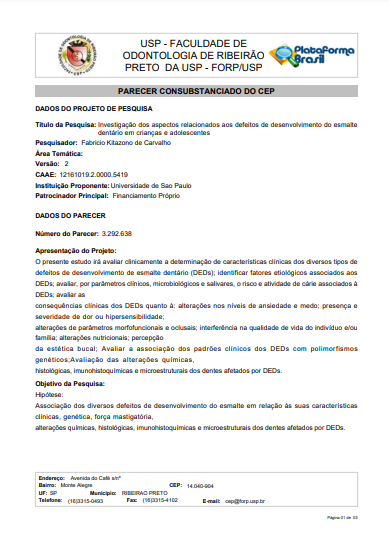 USP - FACULDADE DE
ODONTOLOGIA DE RIBEIRÃO
PRETO DA USP - FORP/USP
Plataforma
Brasil
PARECER CONSUBSTANCIADO DO CEP
DADOS DO PROJETO DE PESQUISA
Título da Pesquisa: Investigação dos aspectos relacionados aos defeitos de desenvolvimento do esmalte
dentário em crianças e adolescentes
Pesquisador: Fabricio Kitazono de Carvalho
Área Temática:
Versão: 2
CAAE: 12161019.2.0000.5419
Instituição Proponente: Universidade de Sao Paulo
Patrocinador Principal: Financiamento Próprio
DADOS DO PARECER
Número do Parecer: 3.292.638
Apresentação do Projeto:
O presente estudo irá avaliar clinicamente a determinação de características clínicas dos diversos tipos de
defeitos de desenvolvimento de esmalte dentário (DEDs); identificar fatores etiológicos associados aos
DEDs; avaliar, por parâmetros clínicos, microbiológicos e salivares, o risco e atividade de cárie associados à
DEDs; avaliar as
consequências clínicas dos DEDs quanto à: alterações nos níveis de ansiedade e medo; presença e
severidade de dor ou hipersensibilidade;
alterações de parâmetros morfofuncionais e oclusais; interferência na qualidade de vida do indivíduo e/ou
família; alterações nutricionais; percepção
da estética bucal; Avaliar a associação dos padrões clínicos dos DEDs com polimorfismos
genéticos;Avaliação das alterações químicas,
histológicas, imunohistoquímicas e microestruturais dos dentes afetados por DEDs.
Objetivo da Pesquisa:
Hipótese:
Associação dos diversos defeitos de desenvolvimento do esmalte em relação às suas características
clínicas, genética, força mastigatória,
alterações químicas, histológicas, imunohistoquímicas e microestruturais dos dentes afetados por DEDs.
Endereço: Avenida do Café s/nº
Bairro: Monte Alegre CEP: 14.040-904
UF: SP Município: RIBEIRAO PRETO
Telefone: (16)3315-0493 Fax: (16)3315-4102 E-mail: cep@forp.usp.br
Página 01 de 03